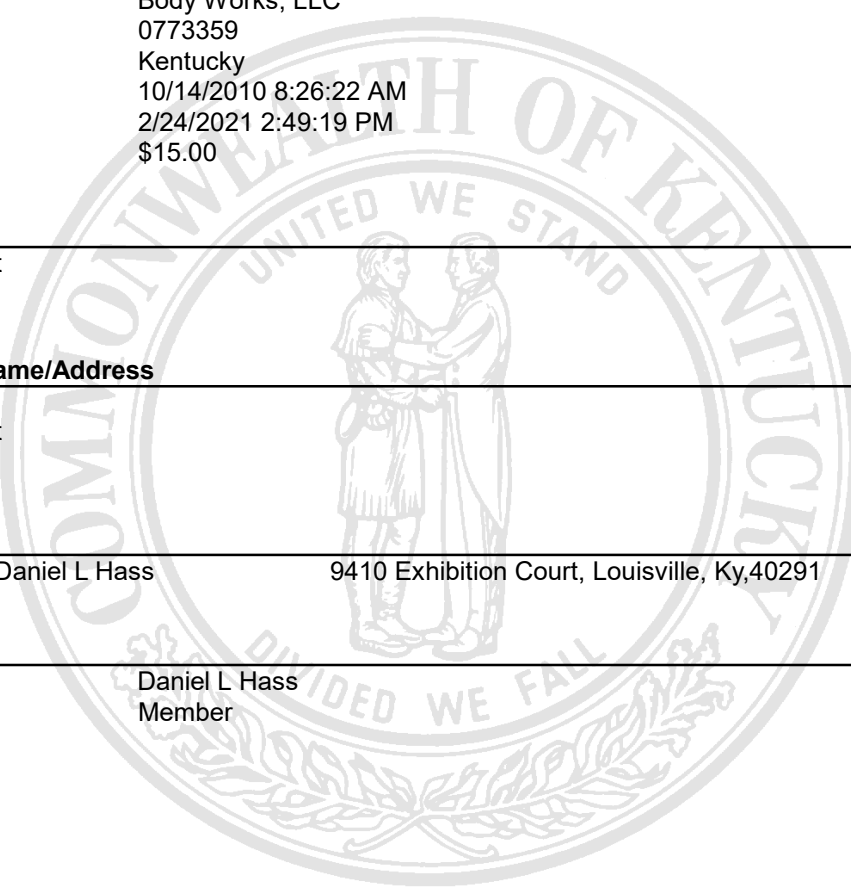 Body Works, LLC
0773359
Kentucky
10/14/2010 8:26:22 AM
2/24/2021 2:49:19 PM
$15.00
COMMONWEALTH OF KENTUCKY
UNITED WE STAND
ame/Address
Daniel L Hass 9410 Exhibition Court, Louisville, Ky,40291
DIVIDED WE FALL
Daniel L Hass
Member